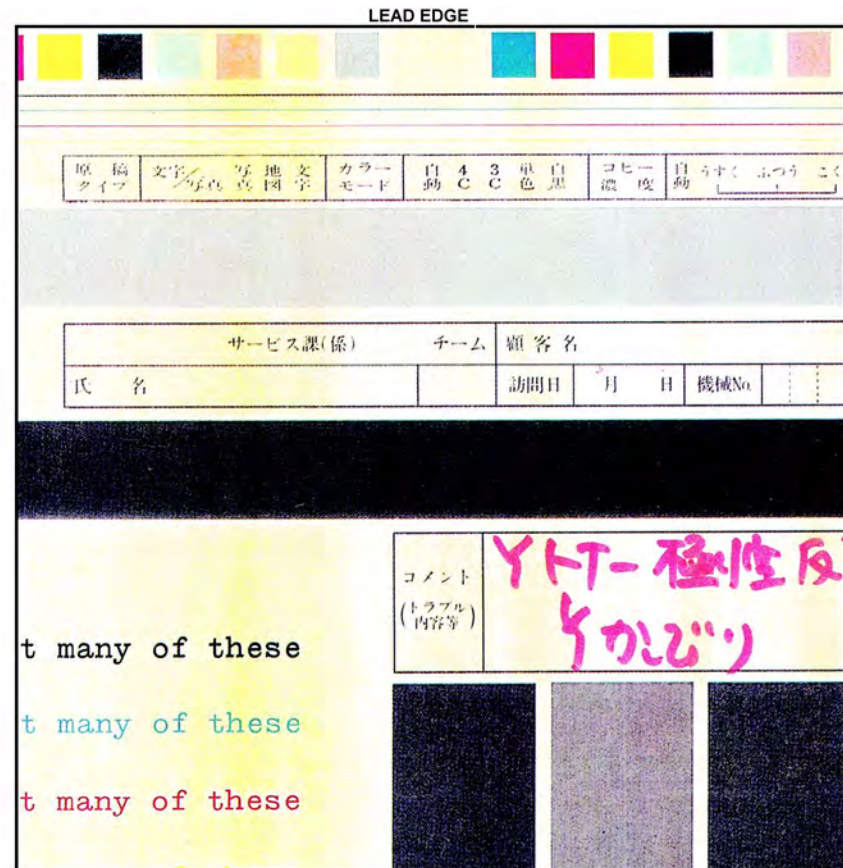 LEAD EDGE
原稿タイプ 文字/写真 写真 地図 文字 カラーモード 自動 4C 3C 単色 白黒 コピー濃度 自動 うすく ふつう こく
サービス課(係) チーム 顧客名
氏 名 訪問日 月 日 機械No.
コメント
(トラブル内容等)
Yトナー極性反
Yかぶり
t many of these
t many of these
t many of these